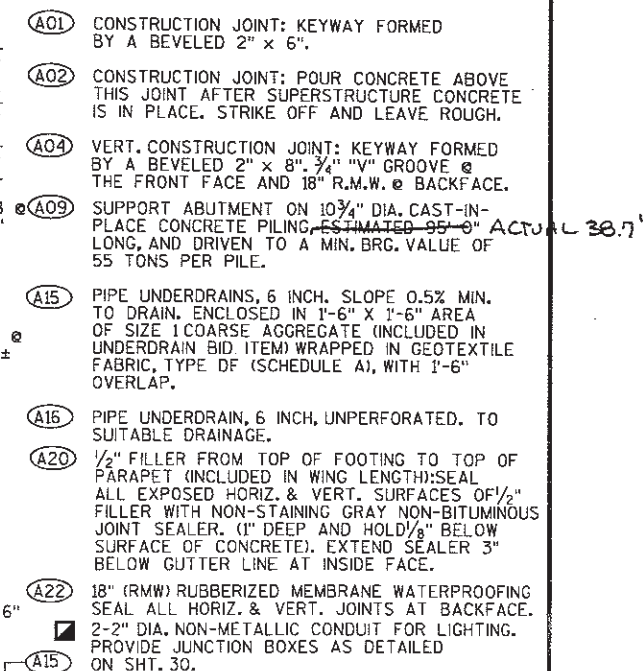 A01 CONSTRUCTION JOINT: KEYWAY FORMED
BY A BEVELED 2" x 6".
A02 CONSTRUCTION JOINT: POUR CONCRETE ABOVE
THIS JOINT AFTER SUPERSTRUCTURE CONCRETE
IS IN PLACE. STRIKE OFF AND LEAVE ROUGH.
A04 VERT. CONSTRUCTION JOINT: KEYWAY FORMED
BY A BEVELED 2" x 8". 3/4" "V" GROOVE @
THE FRONT FACE AND 18" R.M.W. @ BACKFACE.
@ A09 SUPPORT ABUTMENT ON 10 3/4" DIA. CAST-IN-
PLACE CONCRETE PILING, ESTIMATED 95'-0" ACTUAL 38.7'
LONG, AND DRIVEN TO A MIN. BRG. VALUE OF
55 TONS PER PILE.
A15 PIPE UNDERDRAINS, 6 INCH. SLOPE 0.5% MIN.
TO DRAIN. ENCLOSED IN 1'-6" X 1'-6" AREA
@ OF SIZE 1 COARSE AGGREGATE (INCLUDED IN
± UNDERDRAIN BID ITEM) WRAPPED IN GEOTEXTILE
FABRIC, TYPE DF (SCHEDULE A), WITH 1'-6"
OVERLAP.
A16 PIPE UNDERDRAIN, 6 INCH, UNPERFORATED. TO
SUITABLE DRAINAGE.
A20 1/2" FILLER FROM TOP OF FOOTING TO TOP OF
PARAPET (INCLUDED IN WING LENGTH):SEAL
ALL EXPOSED HORIZ. & VERT. SURFACES OF 1/2"
FILLER WITH NON-STAINING GRAY NON-BITUMINOUS
JOINT SEALER. (1" DEEP AND HOLD 1/8" BELOW
SURFACE OF CONCRETE). EXTEND SEALER 3"
BELOW GUTTER LINE AT INSIDE FACE.
A22 18" (RMW) RUBBERIZED MEMBRANE WATERPROOFING
6" SEAL ALL HORIZ. & VERT. JOINTS AT BACKFACE.
2-2" DIA. NON-METALLIC CONDUIT FOR LIGHTING.
PROVIDE JUNCTION BOXES AS DETAILED
A15 ON SHT. 30.